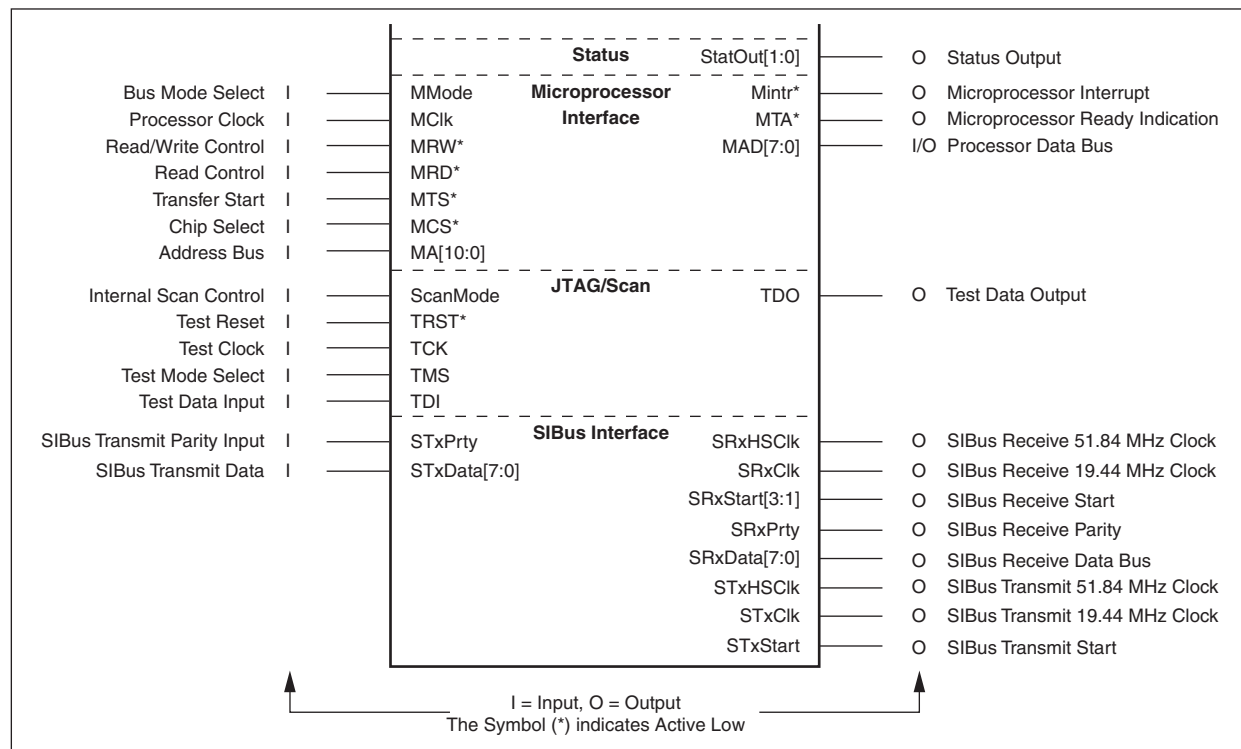 Status StatOut[1:0] O Status Output
Bus Mode Select I MMode Microprocessor Mintr* O Microprocessor Interrupt
Processor Clock I MClk Interface MTA* O Microprocessor Ready Indication
Read/Write Control I MRW* MAD[7:0] I/O Processor Data Bus
Read Control I MRD*
Transfer Start I MTS*
Chip Select I MCS*
Address Bus I MA[10:0]
JTAG/Scan
Internal Scan Control I ScanMode TDO O Test Data Output
Test Reset I TRST*
Test Clock I TCK
Test Mode Select I TMS
Test Data Input I TDI
SIBus Interface
SIBus Transmit Parity Input I STxPrty SRxHSClk O SIBus Receive 51.84 MHz Clock
SIBus Transmit Data I STxData[7:0] SRxClk O SIBus Receive 19.44 MHz Clock
SRxStart[3:1] O SIBus Receive Start
SRxPrty O SIBus Receive Parity
SRxData[7:0] O SIBus Receive Data Bus
STxHSClk O SIBus Transmit 51.84 MHz Clock
STxClk O SIBus Transmit 19.44 MHz Clock
STxStart O SIBus Transmit Start
I = Input, O = Output
The Symbol (*) indicates Active Low